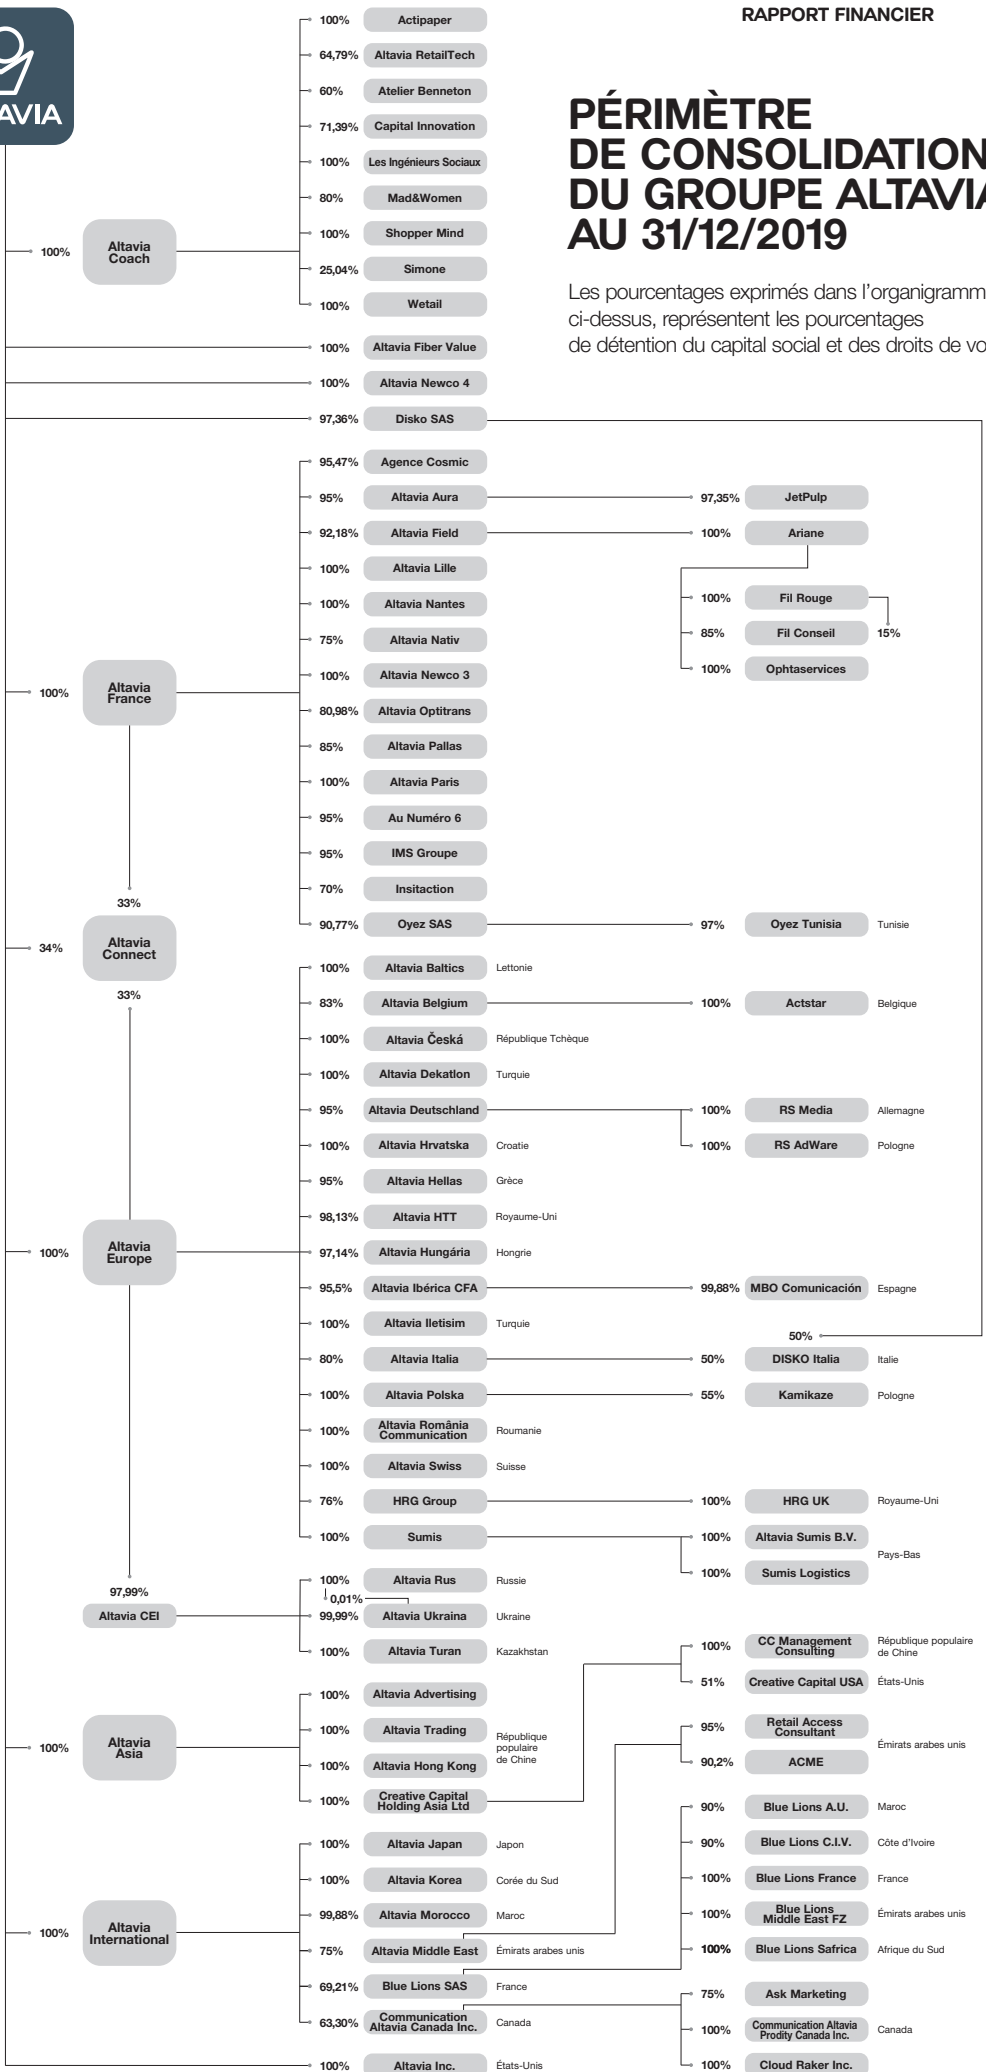 AVIA
RAPPORT FINANCIER
PÉRIMÈTRE
DE CONSOLIDATION
DU GROUPE ALTAVIA
AU 31/12/2019
Les pourcentages exprimés dans l'organigramm
ci-dessus, représentent les pourcentages
de détention du capital social et des droits de vo
100% Altavia
Coach
100% Actipaper
64,79% Altavia RetailTech
60% Atelier Benneton
71,39% Capital Innovation
100% Les Ingénieurs Sociaux
80% Mad&Women
100% Shopper Mind
25,04% Simone
100% Wetail
100% Altavia Fiber Value
100% Altavia Newco 4
97,36% Disko SAS
100% Altavia
France
95,47% Agence Cosmic
95% Altavia Aura 97,35% JetPulp
92,18% Altavia Field 100% Ariane
100% Altavia Lille
100% Fil Rouge
100% Altavia Nantes
85% Fil Conseil 15%
75% Altavia Nativ
100% Ophtaservices
100% Altavia Newco 3
80,98% Altavia Optitrans
85% Altavia Pallas
100% Altavia Paris
95% Au Numéro 6
95% IMS Groupe
70% Insitaction
90,77% Oyez SAS 97% Oyez Tunisia Tunisie
33%
34% Altavia
Connect
33%
100% Altavia
Europe
100% Altavia Baltics Lettonie
83% Altavia Belgium 100% Actstar Belgique
100% Altavia Česká République Tchèque
100% Altavia Dekatlon Turquie
95% Altavia Deutschland 100% RS Media Allemagne
100% RS AdWare Pologne
100% Altavia Hrvatska Croatie
95% Altavia Hellas Grèce
98,13% Altavia HTT Royaume-Uni
97,14% Altavia Hungária Hongrie
95,5% Altavia Ibérica CFA 99,88% MBO Comunicación Espagne
100% Altavia Iletisim Turquie
50%
80% Altavia Italia 50% DISKO Italia Italie
100% Altavia Polska 55% Kamikaze Pologne
100% Altavia România
Communication Roumanie
100% Altavia Swiss Suisse
76% HRG Group 100% HRG UK Royaume-Uni
100% Sumis 100% Altavia Sumis B.V.
100% Sumis Logistics
Pays-Bas
97,99%
Altavia CEI
100% Altavia Rus Russie
0,01%
99,99% Altavia Ukraina Ukraine
100% Altavia Turan Kazakhstan
100% Altavia
Asia
100% Altavia Advertising
100% Altavia Trading
100% Altavia Hong Kong
République
populaire
de Chine
100% Creative Capital
Holding Asia Ltd
100% CC Management
Consulting
République populaire
de Chine
51% Creative Capital USA États-Unis
95% Retail Access
Consultant
90,2% ACME
Émirats arabes unis
100% Altavia
International
100% Altavia Japan Japon
100% Altavia Korea Corée du Sud
99,88% Altavia Morocco Maroc
75% Altavia Middle East Émirats arabes unis
69,21% Blue Lions SAS France
63,30% Communication
Altavia Canada Inc. Canada
90% Blue Lions A.U. Maroc
90% Blue Lions C.I.V. Côte d'Ivoire
100% Blue Lions France France
100% Blue Lions
Middle East FZ Émirats arabes unis
100% Blue Lions Safrica Afrique du Sud
75% Ask Marketing
100% Communication Altavia
Prodity Canada Inc. Canada
100% Cloud Raker Inc.
100% Altavia Inc. États-Unis